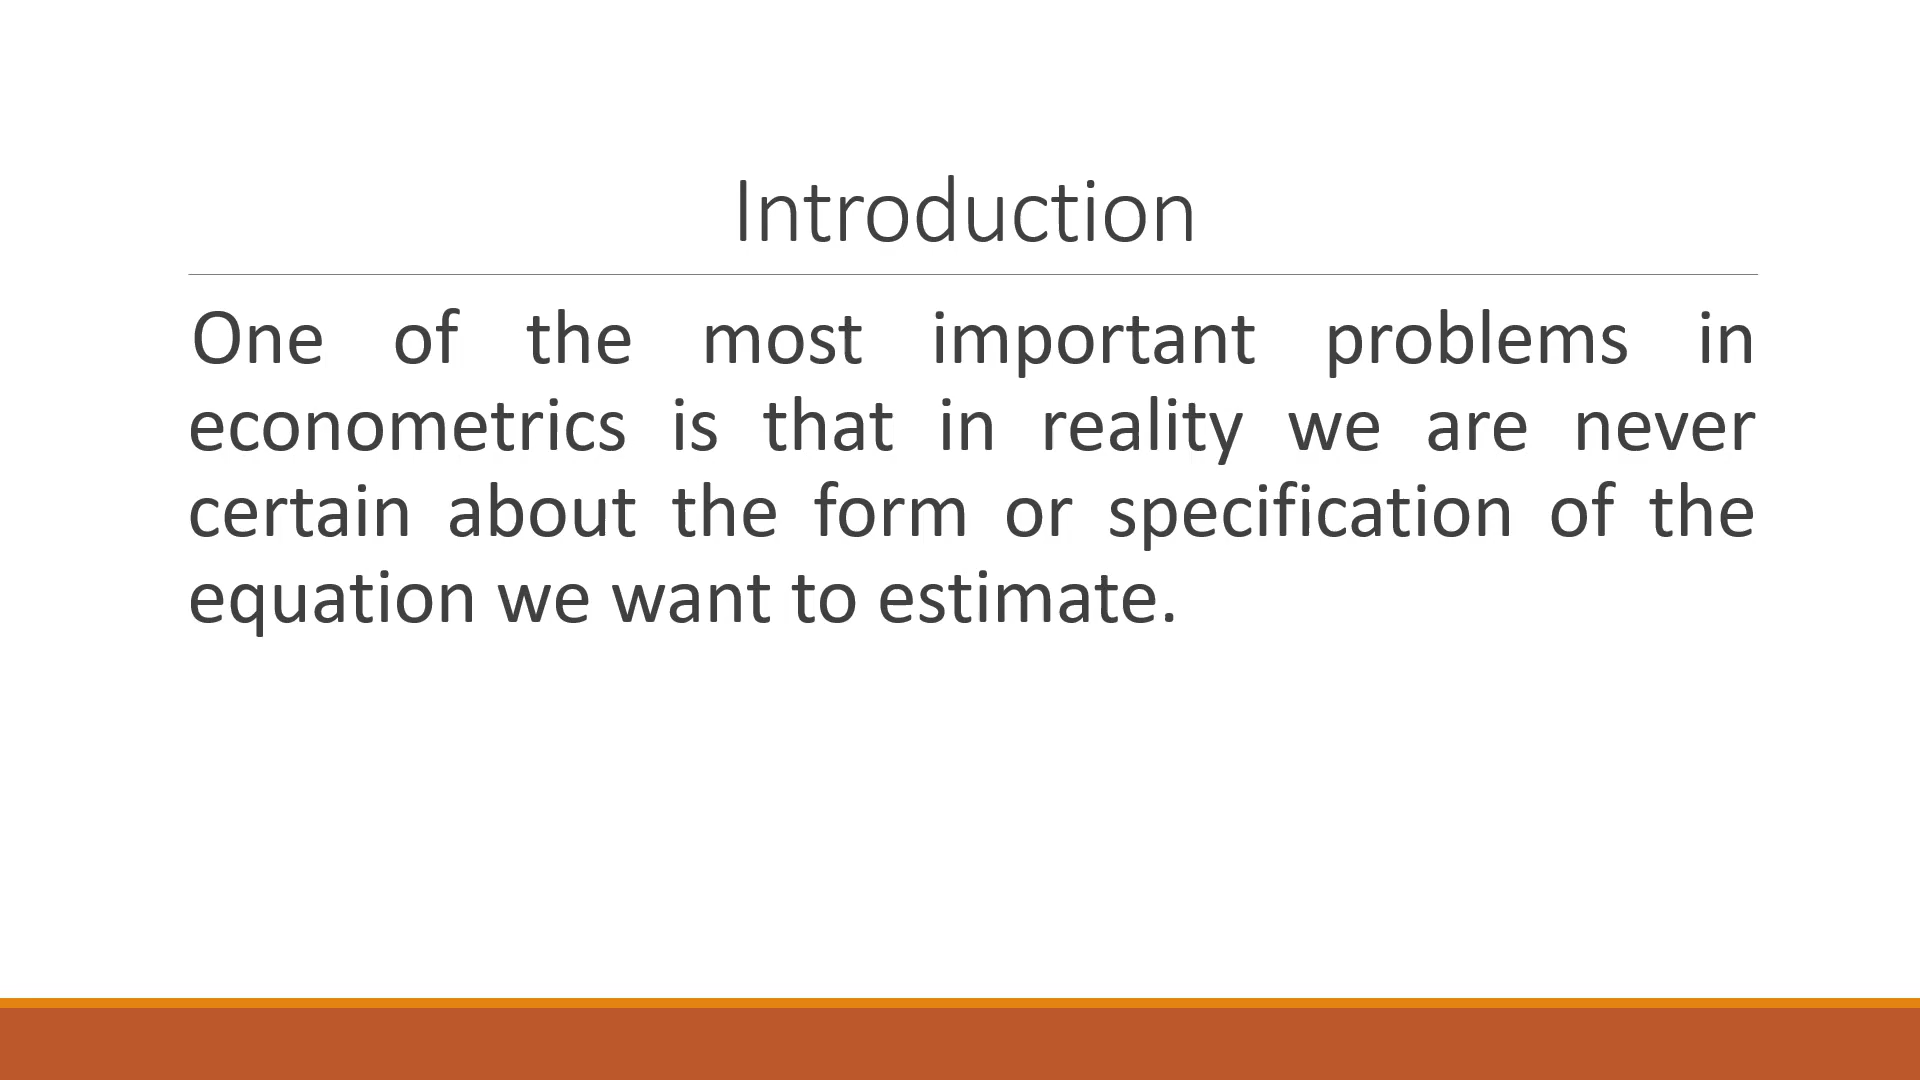 Introduction
One of the most important problems in
econometrics is that in reality we are never
certain about the form or specification of the
equation we want to estimate.